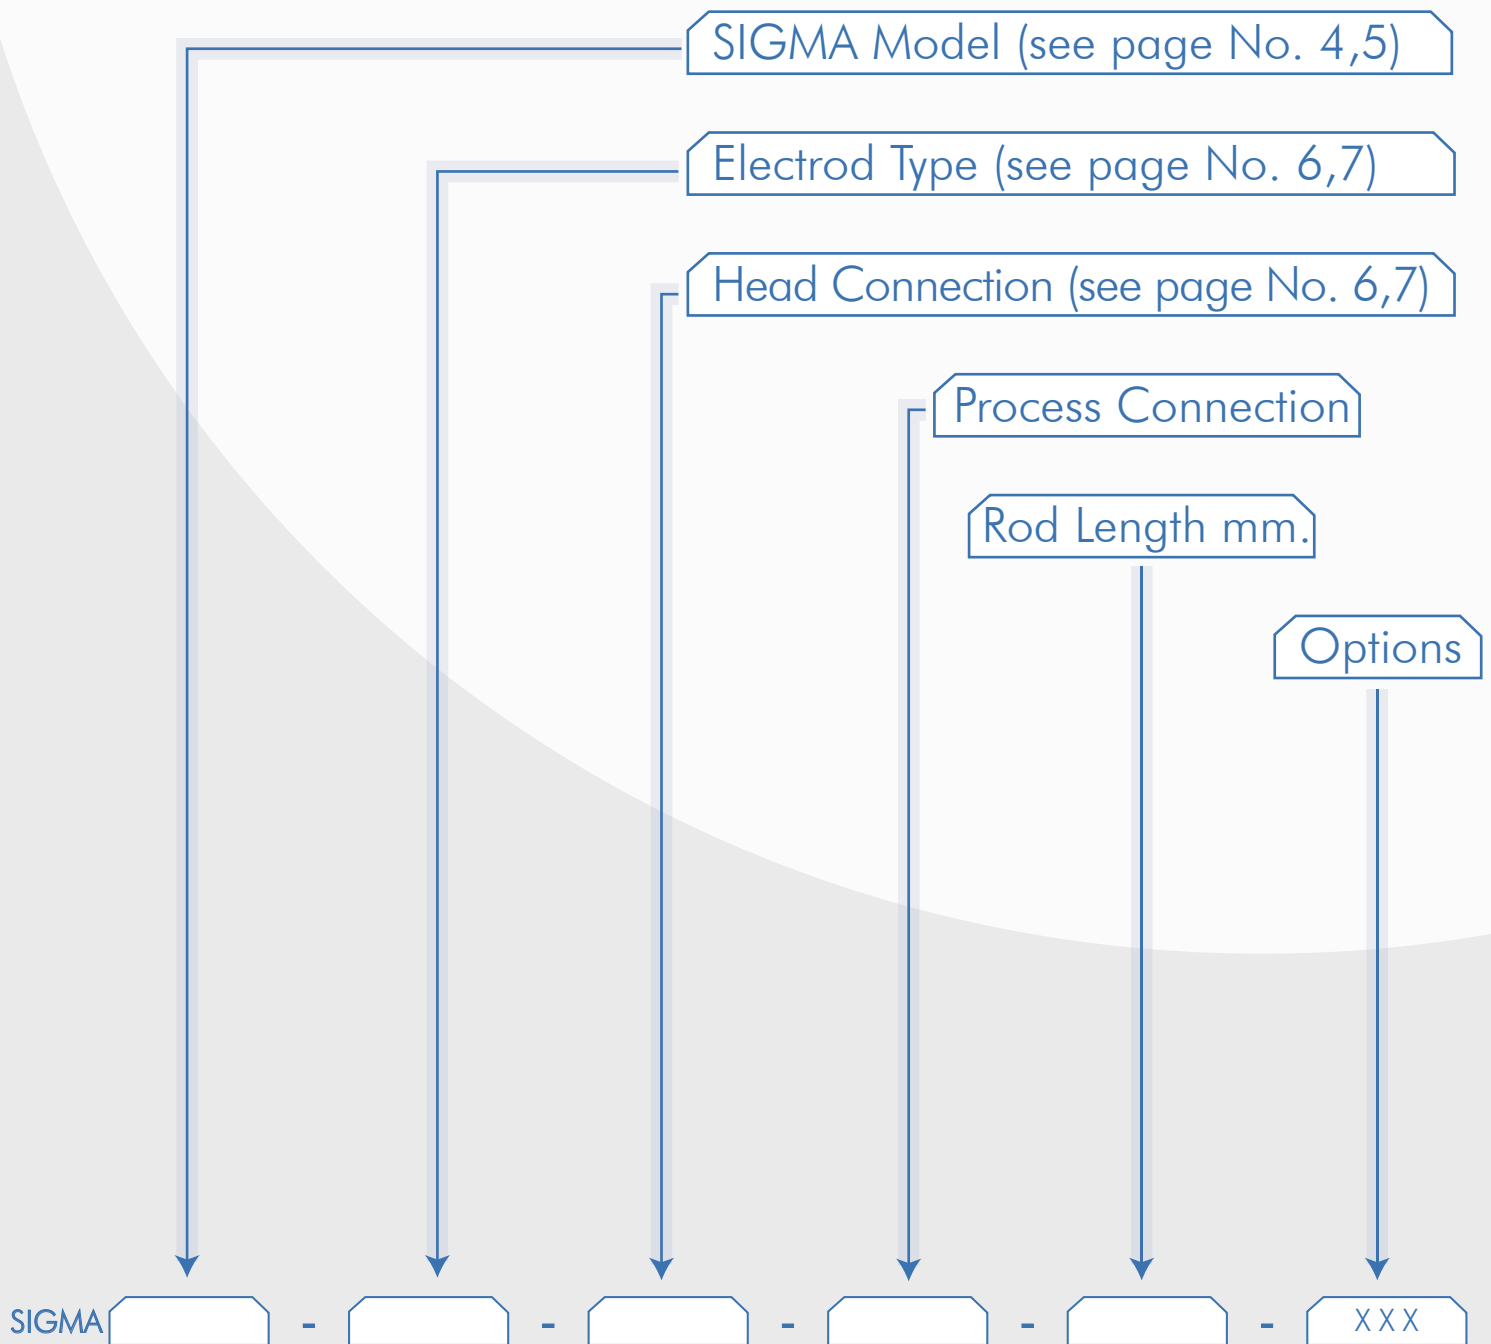 SIGMA Model (see page No. 4,5)
Electrod Type (see page No. 6,7)
Head Connection (see page No. 6,7)
Process Connection
Rod Length mm.
Options
SIGMA - - - - - XXX